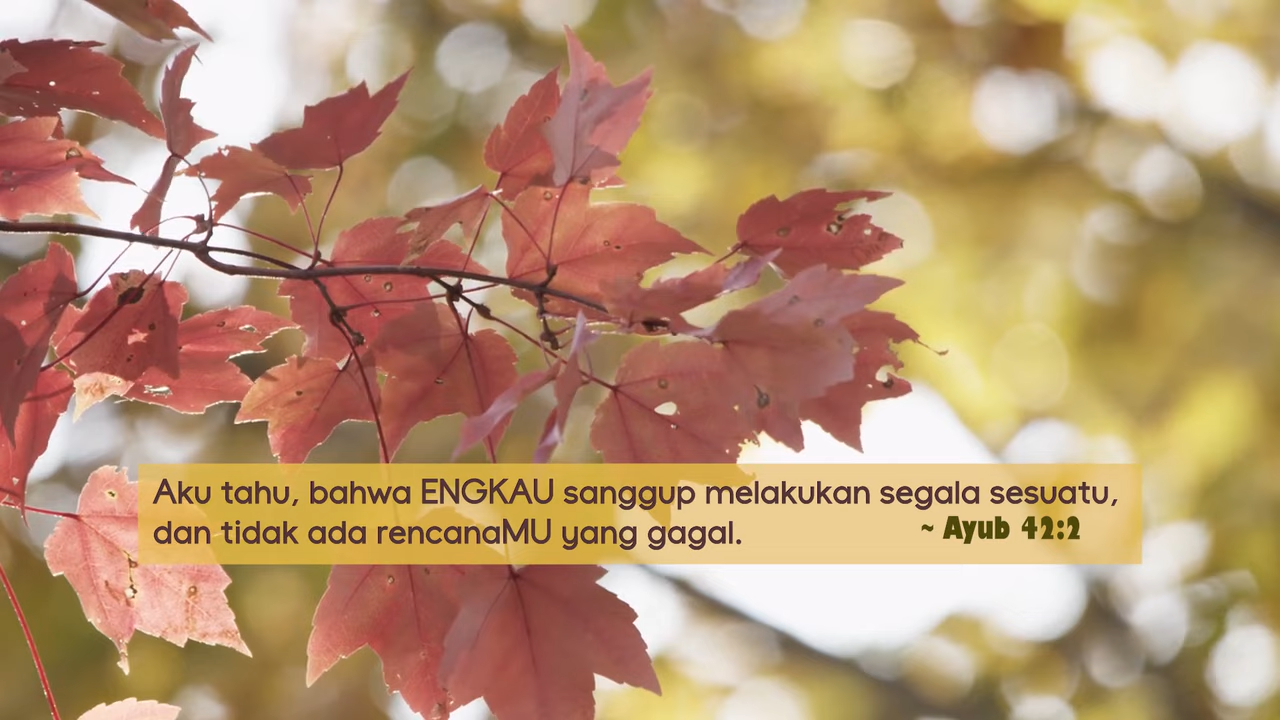 Aku tahu, bahwa ENGKAU sanggup melakukan segala sesuatu,
dan tidak ada rencanaMU yang gagal.
~ Ayub 42:2